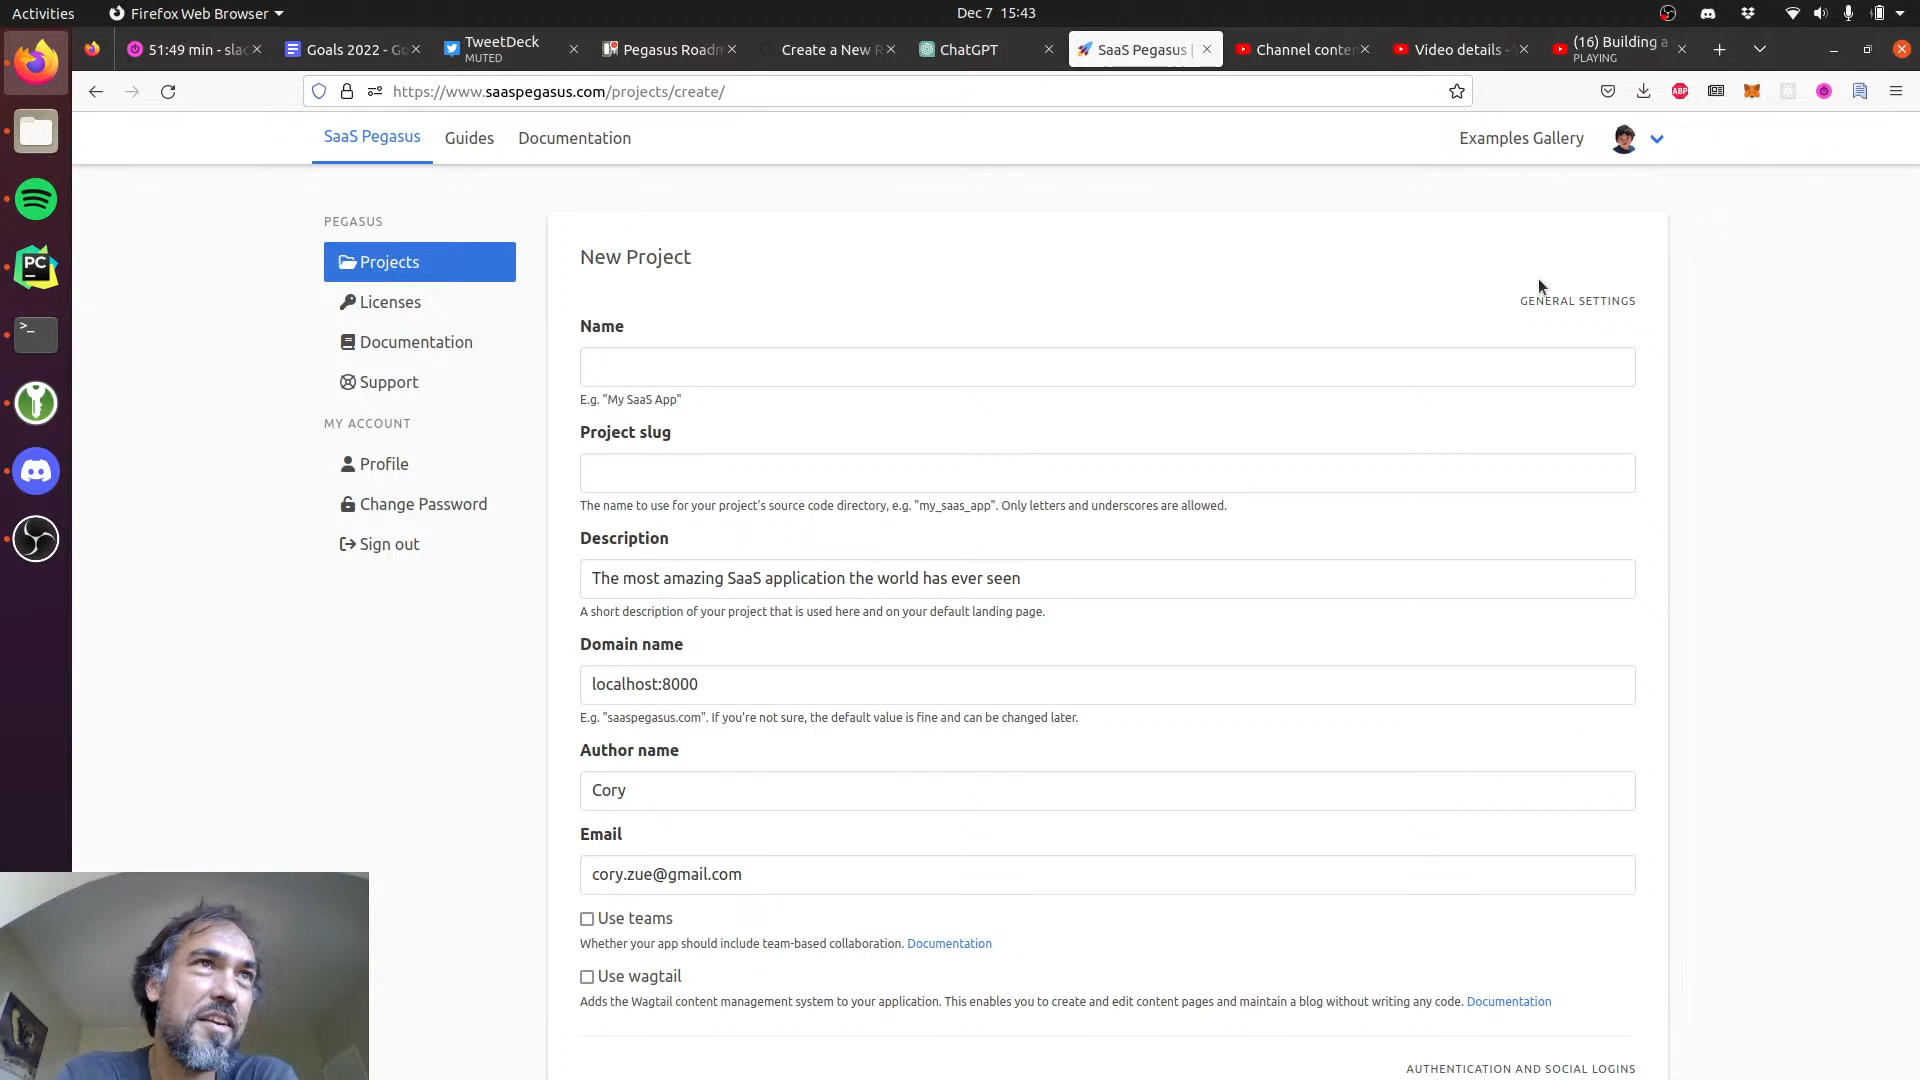 Activities
Firefox Web Browser
Dec 7 15:43
51:49 min - slac
Goals 2022 - Go
TweetDeck
MUTED
Pegasus Roadm
Create a New R
ChatGPT
SaaS Pegasus |
Channel conte
Video details -
(16) Building a
PLAYING
https://www.saaspegasus.com/projects/create/
ABP
SaaS Pegasus
Guides
Documentation
Examples Gallery
PEGASUS
Projects
Licenses
Documentation
Support
MY ACCOUNT
Profile
Change Password
Sign out
PC
>_
New Project
GENERAL SETTINGS
Name
E.g. "My SaaS App"
Project slug
The name to use for your project's source code directory, e.g. "my_saas_app". Only letters and underscores are allowed.
Description
The most amazing SaaS application the world has ever seen
A short description of your project that is used here and on your default landing page.
Domain name
localhost:8000
E.g. "saaspegasus.com". If you're not sure, the default value is fine and can be changed later.
Author name
Cory
Email
cory.zue@gmail.com
Use teams
Whether your app should include team-based collaboration. Documentation
Use wagtail
Adds the Wagtail content management system to your application. This enables you to create and edit content pages and maintain a blog without writing any code. Documentation
AUTHENTICATION AND SOCIAL LOGINS